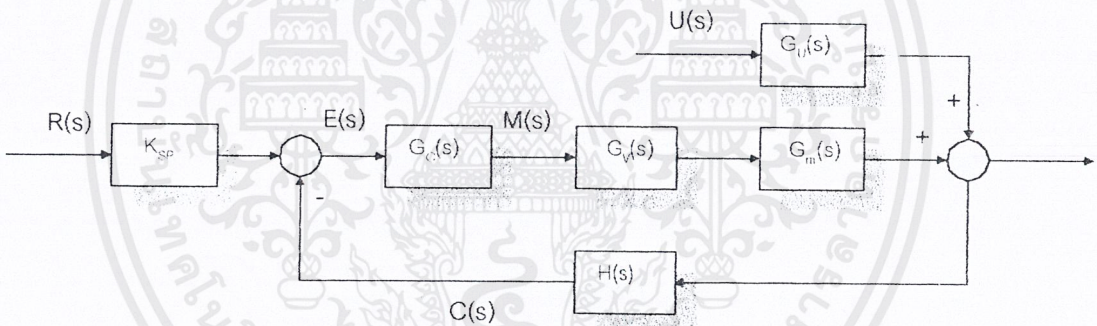 U(s)
G_U(s)
+
R(s)
K_SP
E(s)
G_C(s)
M(s)
G_V(s)
G_m(s)
+
-
H(s)
C(s)